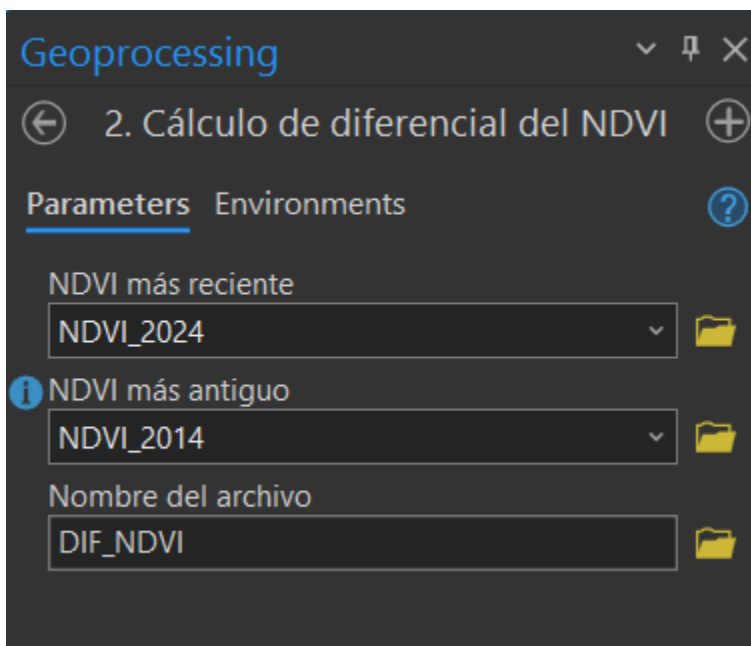 Geoprocessing
2. Cálculo de diferencial del NDVI
Parameters Environments
NDVI más reciente
NDVI_2024
NDVI más antiguo
NDVI_2014
Nombre del archivo
DIF_NDVI